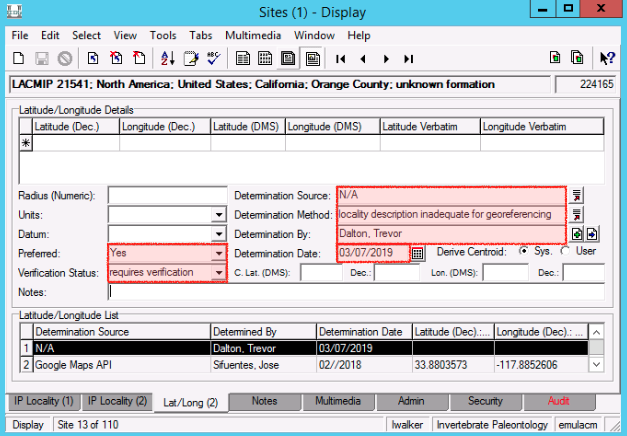 Sites (1) - Display
File Edit Select View Tools Tabs Multimedia Window Help
LACMIP 21541; North America; United States; California; Orange County; unknown formation 224165
Latitude/Longitude Details
Latitude (Dec.) Longitude (Dec.) Latitude (DMS) Longitude (DMS) Latitude Verbatim Longitude Verbatim
Radius (Numeric): Determination Source: N/A
Units: Determination Method: locality description inadequate for georeferencing
Datum: Determination By: Dalton, Trevor
Preferred: Yes Determination Date: 03/07/2019 Derive Centroid: Sys. User
Verification Status: requires verification C. Lat. (DMS): Dec.: Lon. (DMS): Dec.:
Notes:
Latitude/Longitude List
Determination Source Determined By Determination Date Latitude (Dec).:... Longitude (Dec).: ...
1 N/A Dalton, Trevor 03/07/2019
2 Google Maps API Sifuentes, Jose 02//2018 33.8803573 -117.8852606
IP Locality (1) IP Locality (2) Lat/Long (2) Notes Multimedia Admin Security Audit
Display Site 13 of 110 lwalker Invertebrate Paleontology emulacm